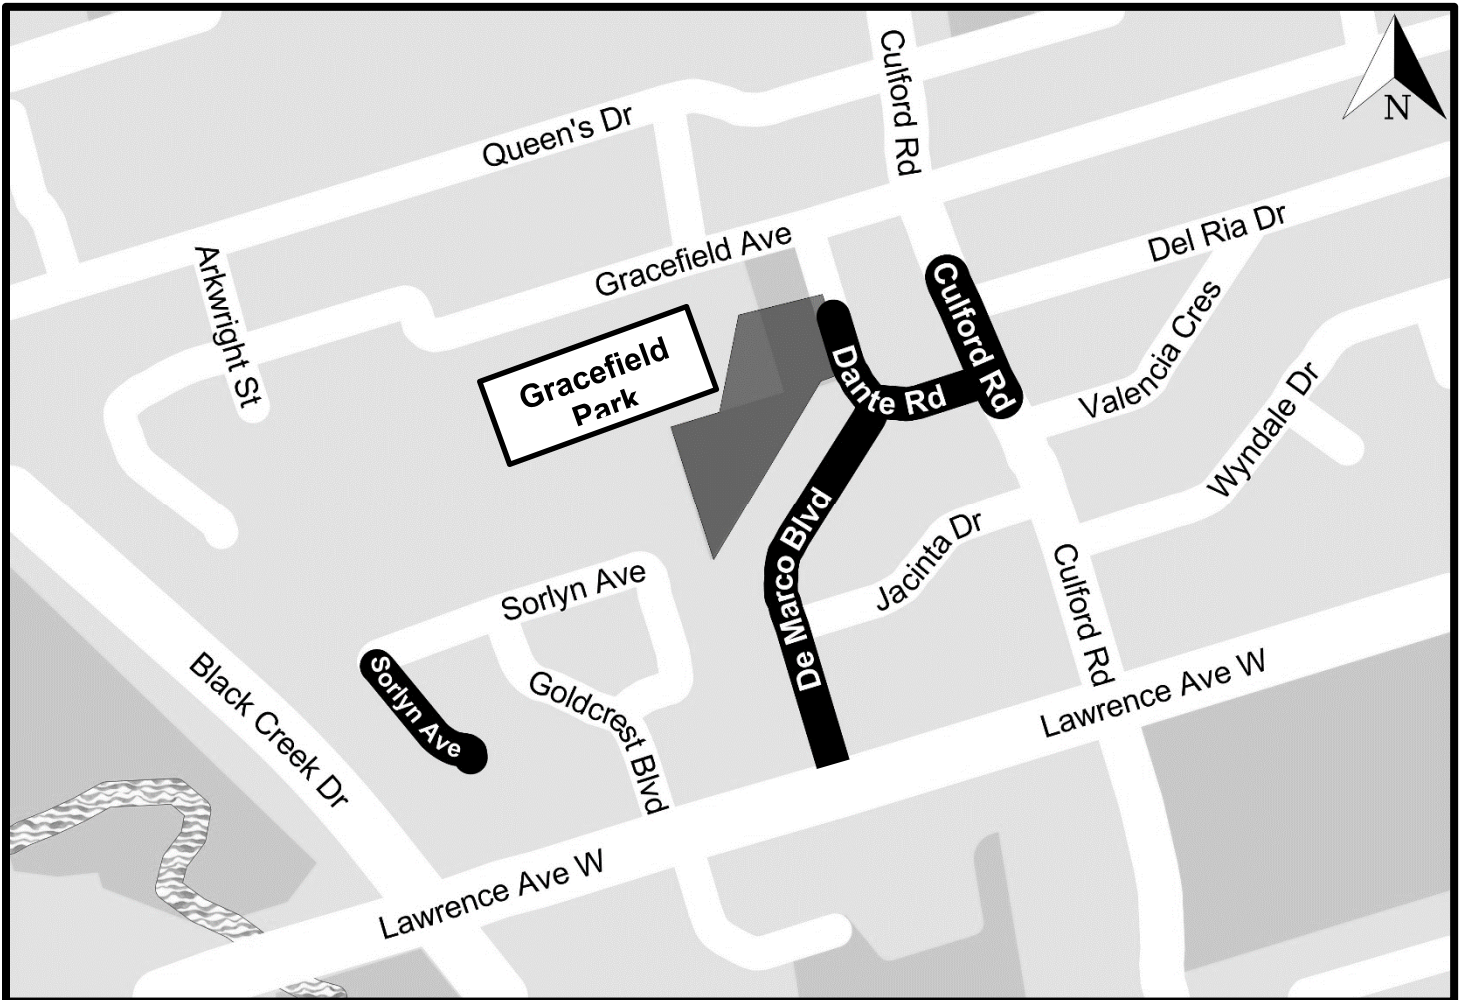 Culford Rd
N
Queen's Dr
Del Ria Dr
Gracefield Ave
Arkwright St
Culford Rd
Valencia Cres
Gracefield
Park
Dante Rd
Wyndale Dr
De Marco Blvd
Jacinta Dr
Sorlyn Ave
Culford Rd
Sorlyn Ave
Black Creek Dr
Goldcrest Blvd
Lawrence Ave W
Lawrence Ave W